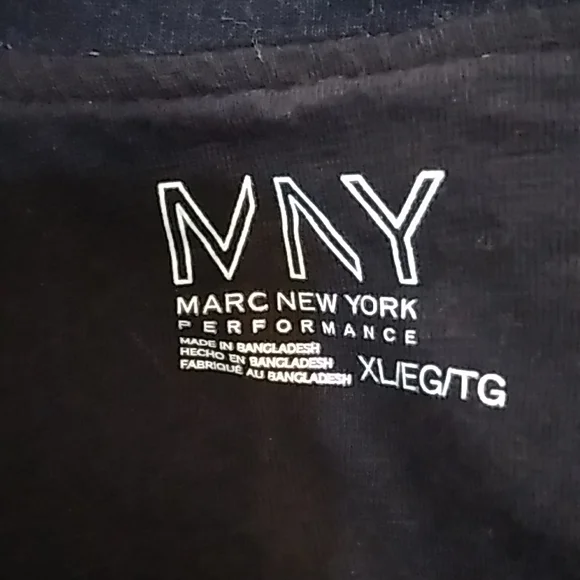 MNY
MARC NEW YORK
PERFORMANCE
MADE IN BANGLADESH
HECHO EN BANGLADESH
FABRIQUÉ AU BANGLADESH
XL/EG/TG